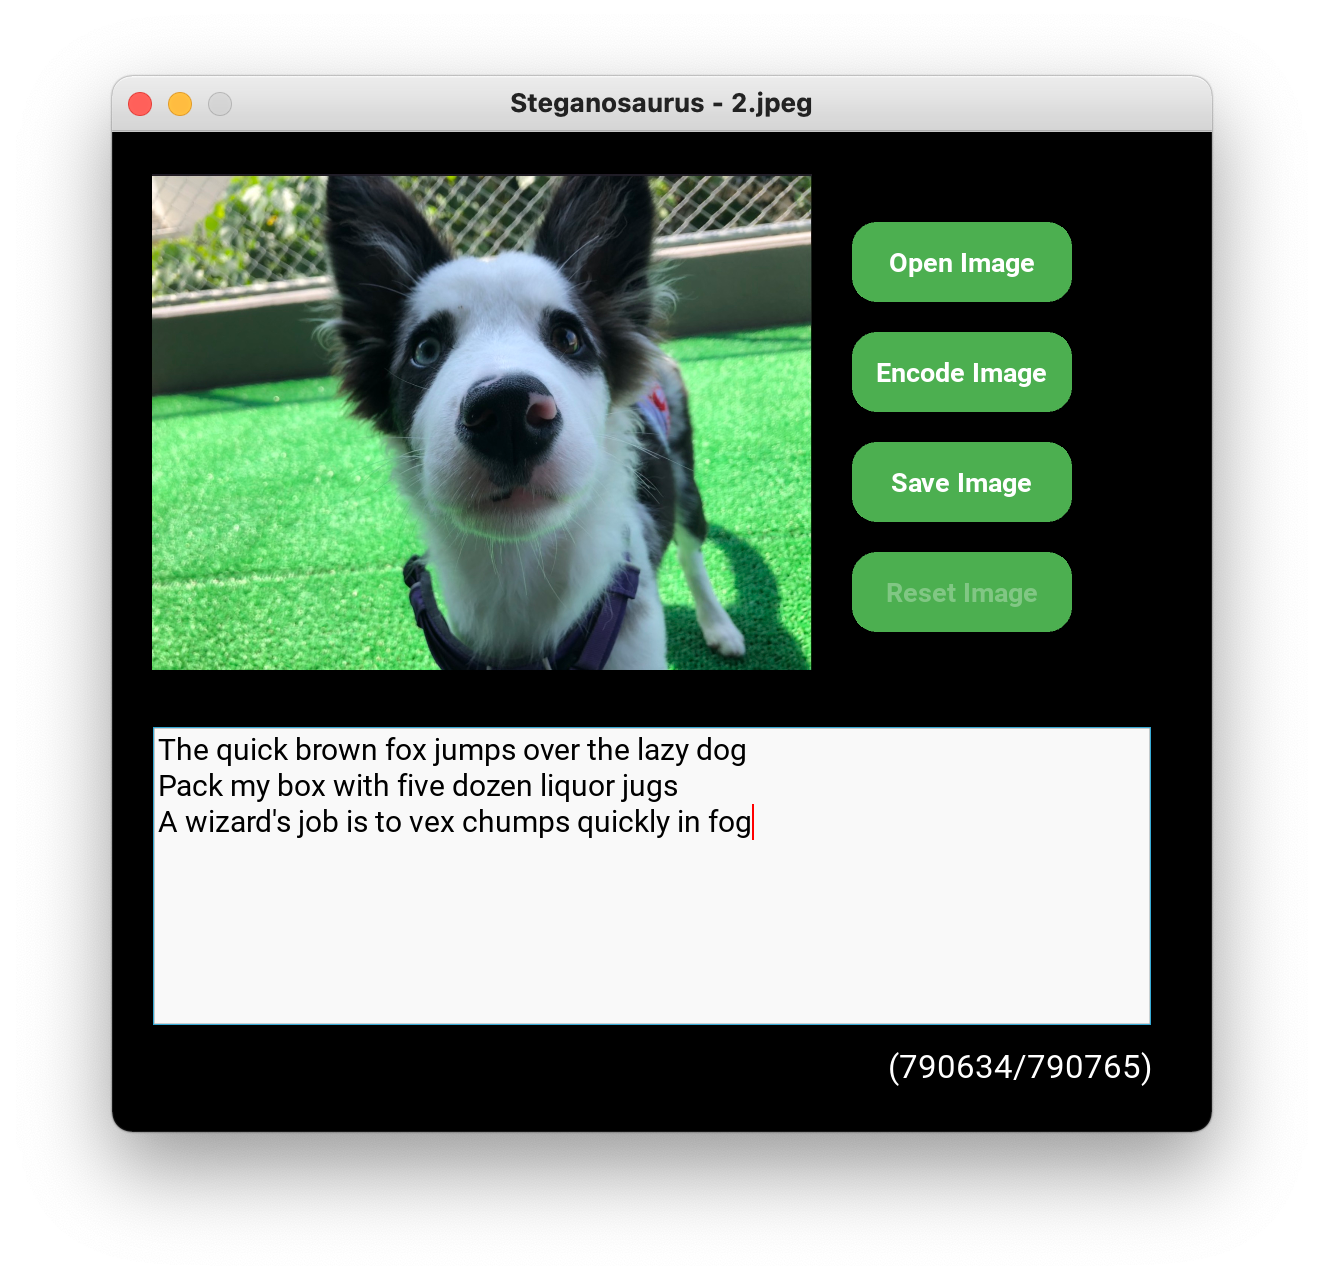 Steganosaurus - 2.jpeg
Open Image
Encode Image
Save Image
Reset Image
The quick brown fox jumps over the lazy dog
Pack my box with five dozen liquor jugs
A wizard's job is to vex chumps quickly in fog
(790634/790765)